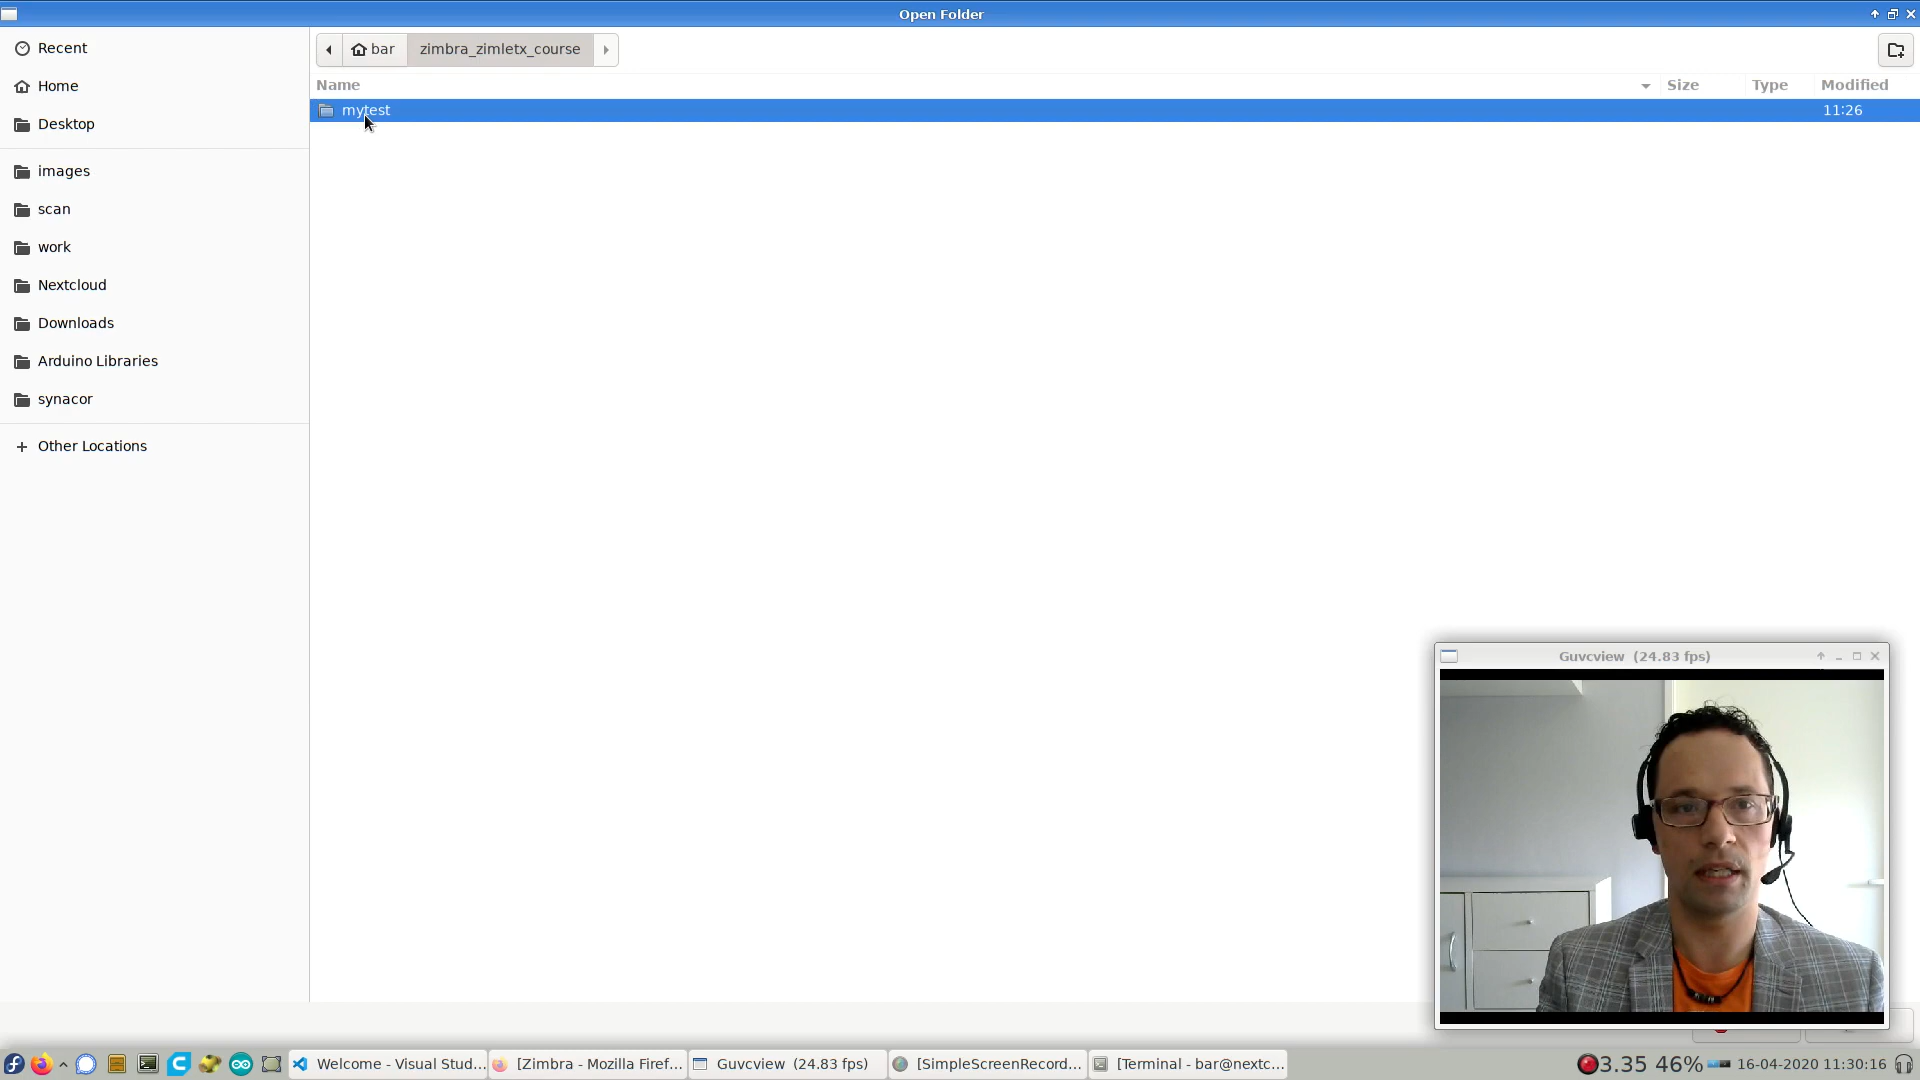 Open Folder
Recent
Home
Desktop
images
scan
work
Nextcloud
Downloads
Arduino Libraries
synacor
Other Locations
bar
zimbra_zimletx_course
Name
Size
Type
Modified
mytest
11:26
Guvcview (24.83 fps)
Welcome - Visual Stud...
[Zimbra - Mozilla Firef...
Guvcview (24.83 fps)
[SimpleScreenRecord...
[Terminal - bar@nextc...
3.35 46%
16-04-2020 11:30:16